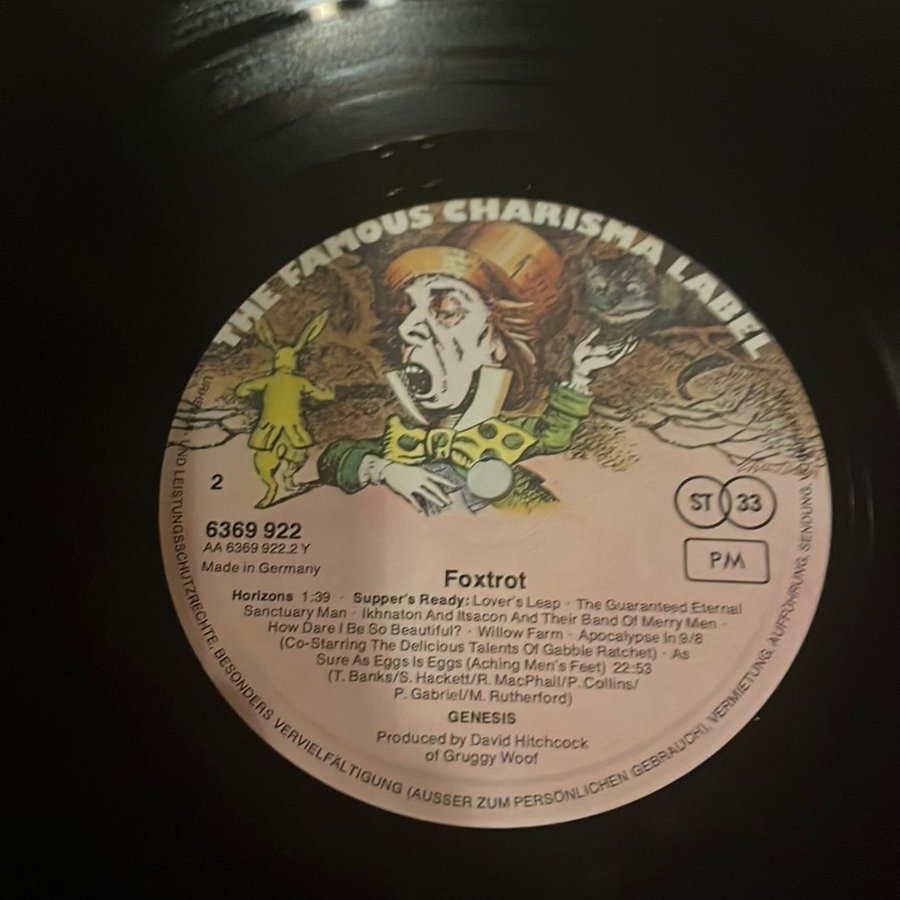 THE FAMOUS CHARISMA LABEL
2
ST 33
6369 922
AA 6369 922.2 Y
PM
Made in Germany
Foxtrot
Horizons 1:39 · Supper's Ready: Lover's Leap · The Guaranteed Eternal
Sanctuary Man · Ikhnaton And Itsacon And Their Band Of Merry Men ·
How Dare I Be So Beautiful? · Willow Farm · Apocalypse In 9/8
(Co-Starring The Delicious Talents Of Gabble Ratchet) · As
Sure As Eggs Is Eggs (Aching Men's Feet) 22:53
(T. Banks/S. Hackett/R. MacPhail/P. Collins/
P. Gabriel/M. Rutherford)
GENESIS
Produced by David Hitchcock
of Gruggy Woof
UND LEISTUNGSSCHUTZRECHTE, BESONDERS VERVIELFÄLTIGUNG (AUSSER ZUM PERSÖNLICHEN GEBRAUCH), VERMIETUNG, AUFFÜHRUNG, SENDUNG,